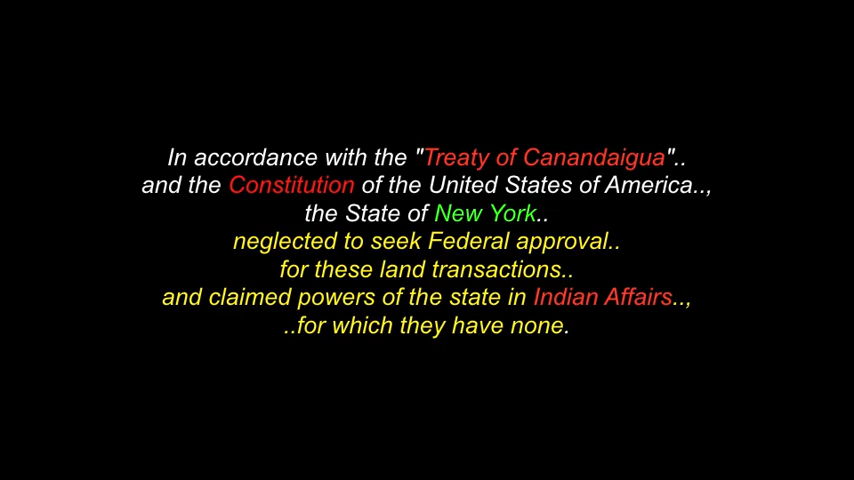 In accordance with the "Treaty of Canandaigua"..
and the Constitution of the United States of America..,
the State of New York..
neglected to seek Federal approval..
for these land transactions..
and claimed powers of the state in Indian Affairs..,
..for which they have none.